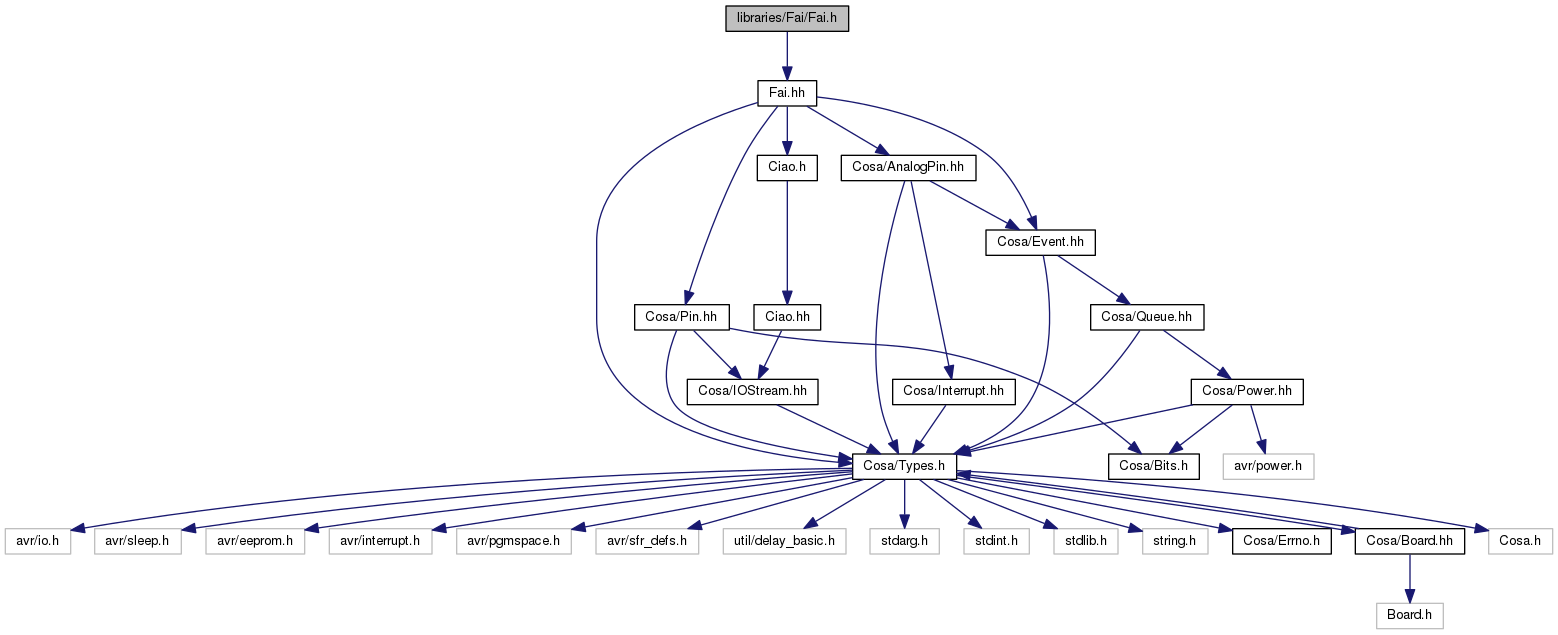 libraries/Fai/Fai.h
Fai.hh
Ciao.h
Cosa/AnalogPin.hh
Cosa/Event.hh
Cosa/Pin.hh
Ciao.hh
Cosa/Queue.hh
Cosa/IOStream.hh
Cosa/Interrupt.hh
Cosa/Power.hh
Cosa/Types.h
Cosa/Bits.h
avr/power.h
avr/io.h
avr/sleep.h
avr/eeprom.h
avr/interrupt.h
avr/pgmspace.h
avr/sfr_defs.h
util/delay_basic.h
stdarg.h
stdint.h
stdlib.h
string.h
Cosa/Errno.h
Cosa/Board.hh
Cosa.h
Board.h